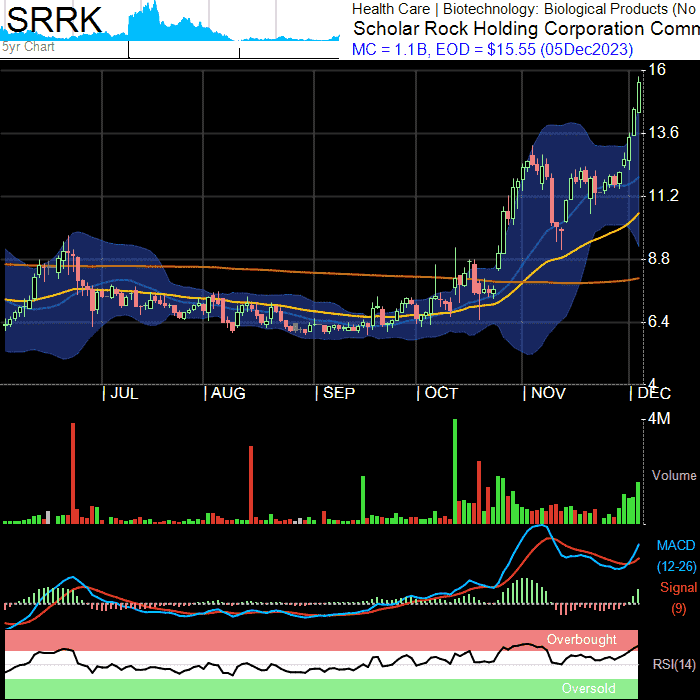 SRRK
5yr Chart
Health Care | Biotechnology: Biological Products (No
Scholar Rock Holding Corporation Comm
MC = 1.1B, EOD = $15.55 (05Dec2023)
16
13.6
11.2
8.8
6.4
4
JUL
AUG
SEP
OCT
NOV
DEC
4M
Volume
MACD
(12-26)
Signal
(9)
Overbought
RSI(14)
Oversold